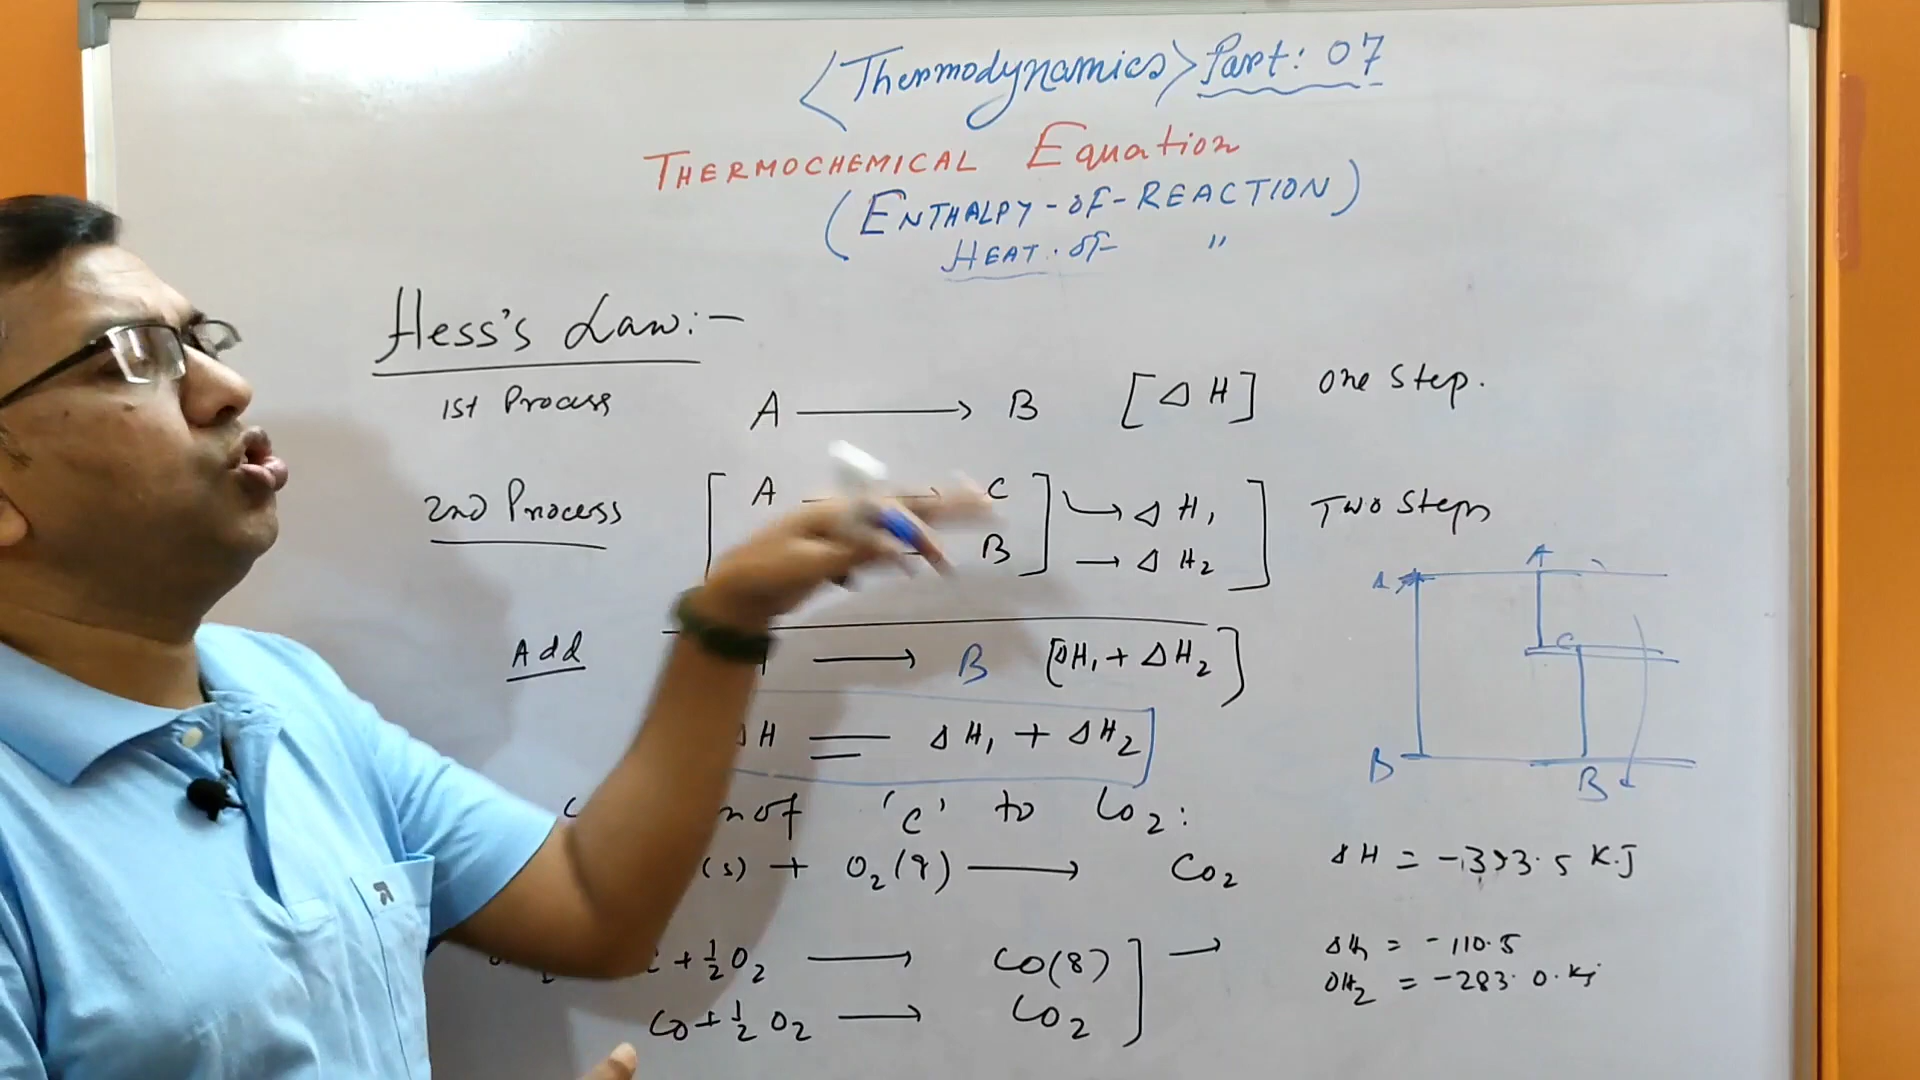 <Thermodynamics> Part: 07
THERMOCHEMICAL Equation
(ENTHALPY-OF-REACTION)
HEAT. OF "
Hess's Law:-
1st Process A → B [ΔH] One Step.
2nd Process [A C] → ΔH₁ Two Steps
B → ΔH₂
A A
C
B B
Add → B [ΔH₁ + ΔH₂]
ΔH = ΔH₁ + ΔH₂
of 'C' to CO₂:
(s) + O₂(g) → CO₂ ΔH = -393.5 KJ
+ ½O₂ → CO(g)] → ΔH₁ = -110.5
CO + ½O₂ → CO₂ ΔH₂ = -283.0 KJ
R